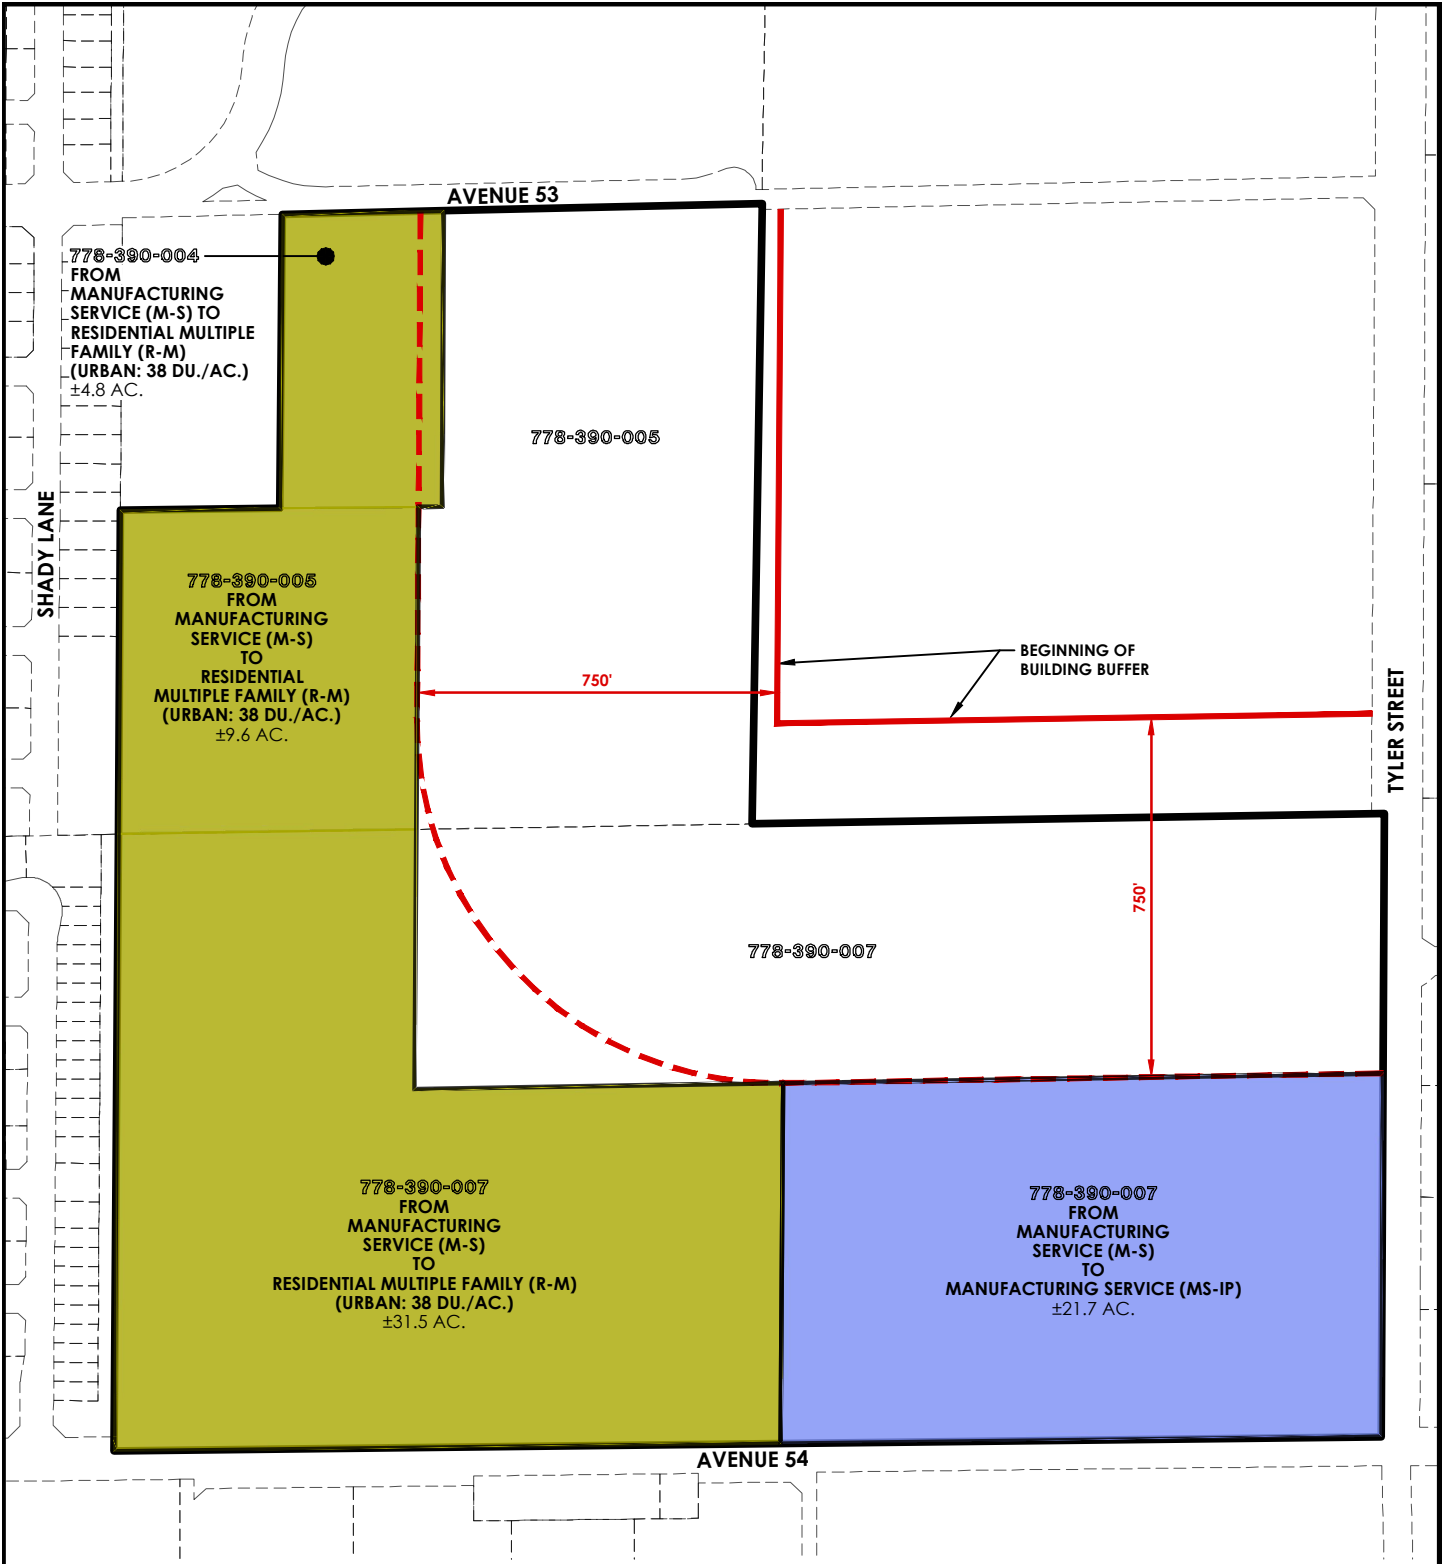 AVENUE 53
778-390-004
FROM
MANUFACTURING
SERVICE (M-S) TO
RESIDENTIAL MULTIPLE
FAMILY (R-M)
(URBAN: 38 DU./AC.)
±4.8 AC.
778-390-005
SHADY LANE
778-390-005
FROM
MANUFACTURING
SERVICE (M-S)
TO
RESIDENTIAL
MULTIPLE FAMILY (R-M)
(URBAN: 38 DU./AC.)
±9.6 AC.
750'
BEGINNING OF
BUILDING BUFFER
TYLER STREET
750'
778-390-007
778-390-007
FROM
MANUFACTURING
SERVICE (M-S)
TO
RESIDENTIAL MULTIPLE FAMILY (R-M)
(URBAN: 38 DU./AC.)
±31.5 AC.
778-390-007
FROM
MANUFACTURING
SERVICE (M-S)
TO
MANUFACTURING SERVICE (MS-IP)
±21.7 AC.
AVENUE 54